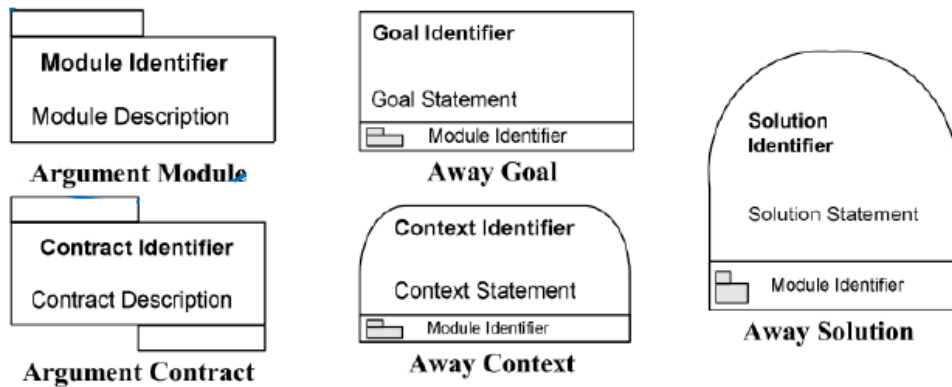 Module Identifier
Module Description
Argument Module
Contract Identifier
Contract Description
Argument Contract
Goal Identifier
Goal Statement
Module Identifier
Away Goal
Context Identifier
Context Statement
Module Identifier
Away Context
Solution
Identifier
Solution Statement
Module Identifier
Away Solution